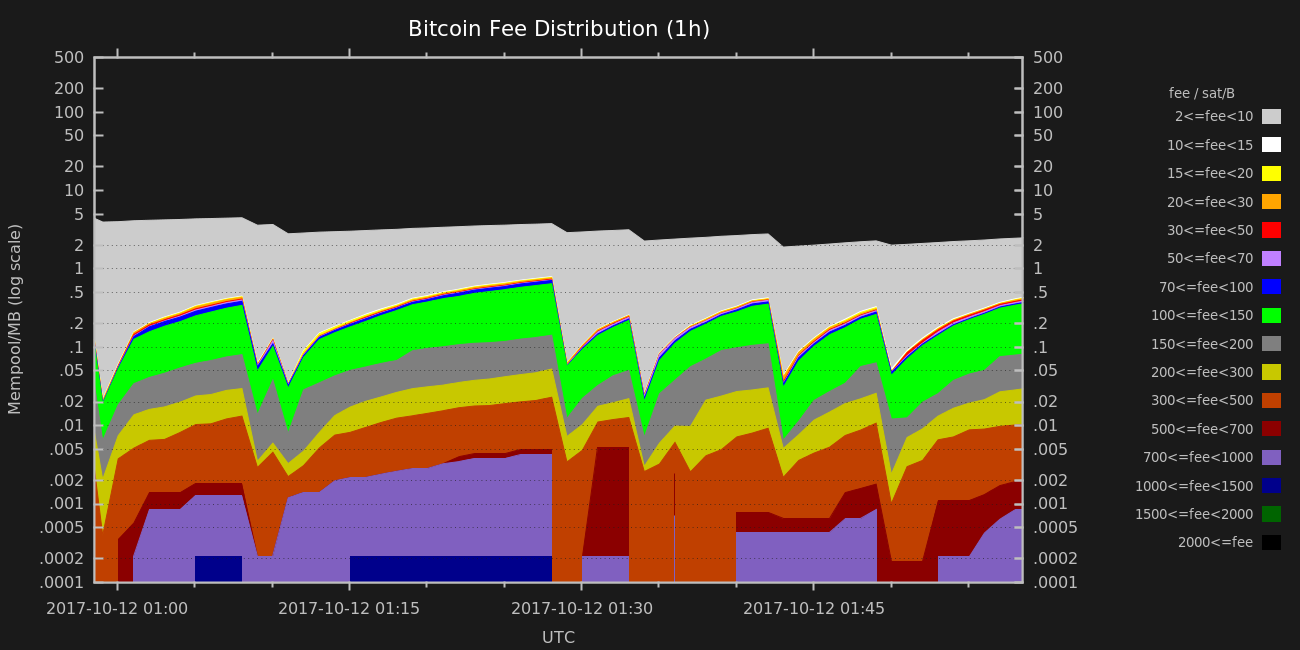 Bitcoin Fee Distribution (1h)
Mempool/MB (log scale)
500
200
100
50
20
10
5
2
1
.5
.2
.1
.05
.02
.01
.005
.002
.001
.0005
.0002
.0001
500
200
100
50
20
10
5
2
1
.5
.2
.1
.05
.02
.01
.005
.002
.001
.0005
.0002
.0001
2017-10-12 01:00 2017-10-12 01:15 2017-10-12 01:30 2017-10-12 01:45
UTC
fee / sat/B
2<=fee<10
10<=fee<15
15<=fee<20
20<=fee<30
30<=fee<50
50<=fee<70
70<=fee<100
100<=fee<150
150<=fee<200
200<=fee<300
300<=fee<500
500<=fee<700
700<=fee<1000
1000<=fee<1500
1500<=fee<2000
2000<=fee